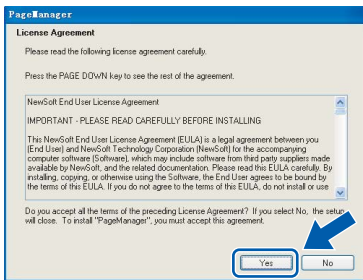 PageManager
License Agreement
Please read the following license agreement carefully.
Press the PAGE DOWN key to see the rest of the agreement.
NewSoft End User License Agreement
IMPORTANT - PLEASE READ CAREFULLY BEFORE INSTALLING
This NewSoft End User License Agreement (EULA) is a legal agreement between you
(End User) and NewSoft Technology Corporation (NewSoft) for the accompanying
computer software (Software), which may include software from third party suppliers made
available by NewSoft, and the related documentation. Please read this EULA carefully. By
installing, copying, or otherwise using the Software, the End User agrees to be bound by
the terms of this EULA. If you do not agree to the terms of this EULA, do not install or use
Do you accept all the terms of the preceding License Agreement? If you select No, the setup
will close. To install "PageManager", you must accept this agreement.
Yes
No